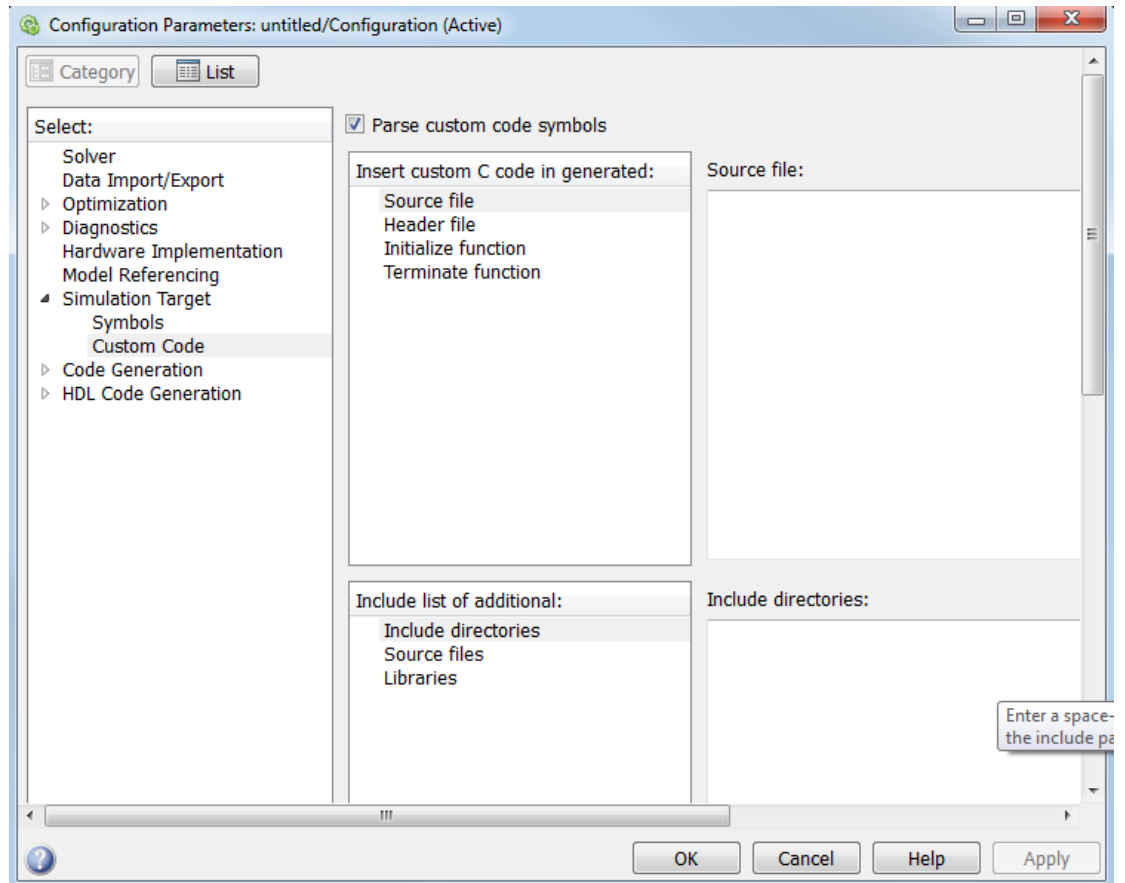 Configuration Parameters: untitled/Configuration (Active)
Category
List
Select:
Solver
Data Import/Export
Optimization
Diagnostics
Hardware Implementation
Model Referencing
Simulation Target
Symbols
Custom Code
Code Generation
HDL Code Generation
Parse custom code symbols
Insert custom C code in generated:
Source file
Header file
Initialize function
Terminate function
Source file:
Include list of additional:
Include directories
Source files
Libraries
Include directories:
Enter a space-
the include pa
OK
Cancel
Help
Apply